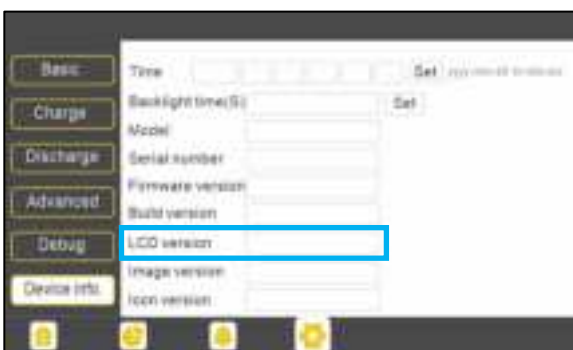 Basic
Charge
Discharge
Advanced
Debug
Device info.
Time
Set
Backlight time(S)
Set
Model
Serial number
Firmware version
Build version
LCD version
Image version
Icon version